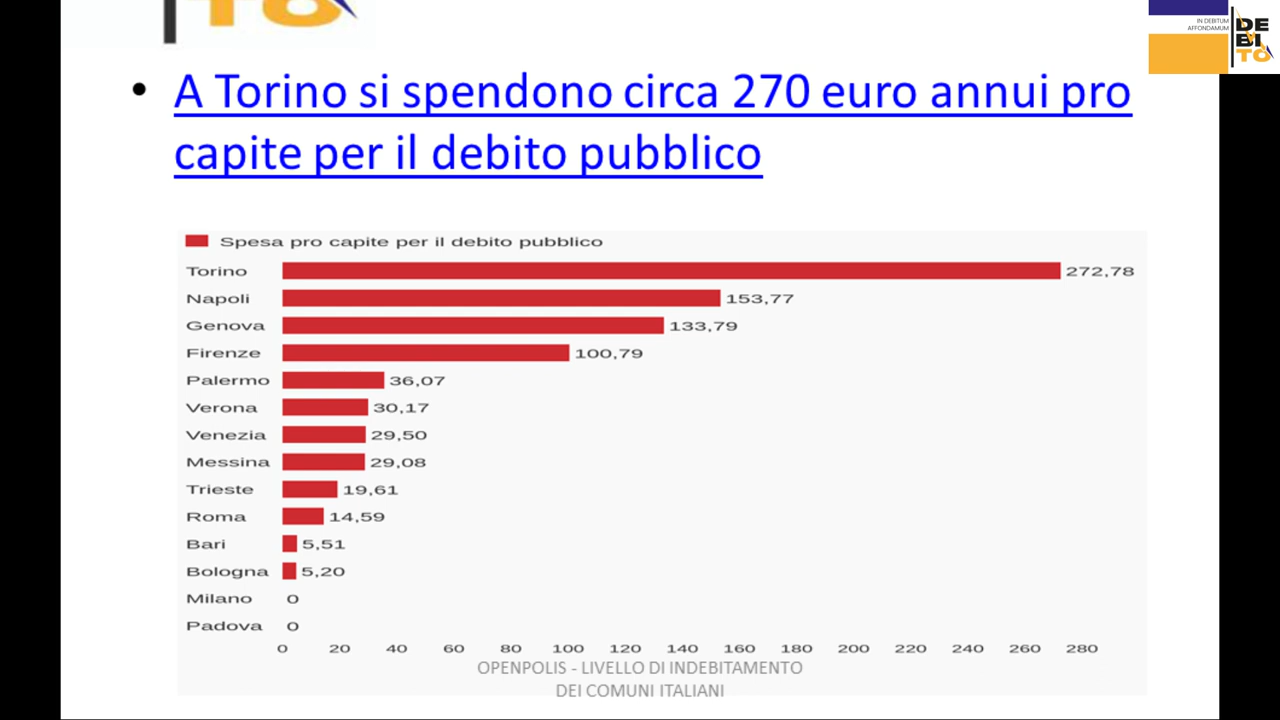 TO
IN DEBITUM
AFFONDAMUM
DE
BI
TO
• A Torino si spendono circa 270 euro annui pro
capite per il debito pubblico
Spesa pro capite per il debito pubblico
Torino 272,78
Napoli 153,77
Genova 133,79
Firenze 100,79
Palermo 36,07
Verona 30,17
Venezia 29,50
Messina 29,08
Trieste 19,61
Roma 14,59
Bari 5,51
Bologna 5,20
Milano 0
Padova 0
0 20 40 60 80 100 120 140 160 180 200 220 240 260 280
OPENPOLIS - LIVELLO DI INDEBITAMENTO
DEI COMUNI ITALIANI